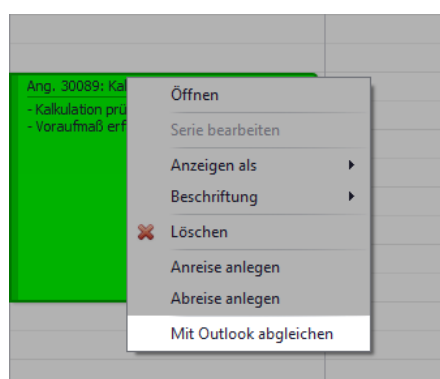 Ang. 30089: Kal
- Kalkulation prü
- Voraufmaß erf
Öffnen
Serie bearbeiten
Anzeigen als
Beschriftung
Löschen
Anreise anlegen
Abreise anlegen
Mit Outlook abgleichen